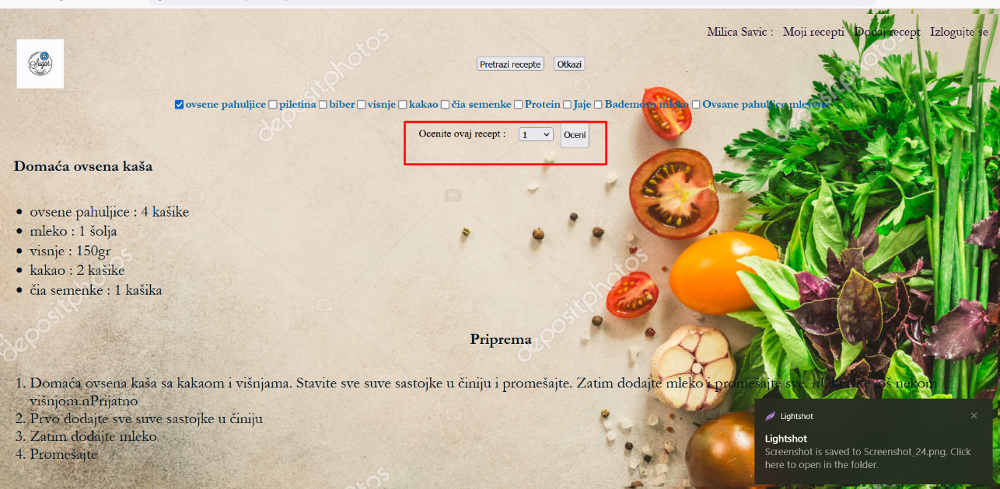 Milica Savic : Moji recepti Dodaj recept Izlogujte se
Sugar
Pretrazi recepte Otkazi
ovsene pahuljice piletina biber visnje kakao čia semenke Protein Jaje Bademovo mleko Ovsane pahuljice mlevene
Ocenite ovaj recept : 1 Oceni
Domaća ovsena kaša
ovsene pahuljice : 4 kašike
mleko : 1 šolja
visnje : 150gr
kakao : 2 kašike
čia semenke : 1 kašika
Priprema
1. Domaća ovsena kaša sa kakaom i višnjama. Stavite sve suve sastojke u činiju i promešajte. Zatim dodajte mleko i promešajte sve. nUkrasite još nekom
višnjom.nPrijatno
2. Prvo dodajte sve suve sastojke u činiju
3. Zatim dodajte mleko
4. Promešajte
Lightshot
Lightshot
Screenshot is saved to Screenshot_24.png. Click
here to open in the folder.
depositphotos
depositphotos
depositphotos
depositphotos
depositphotos